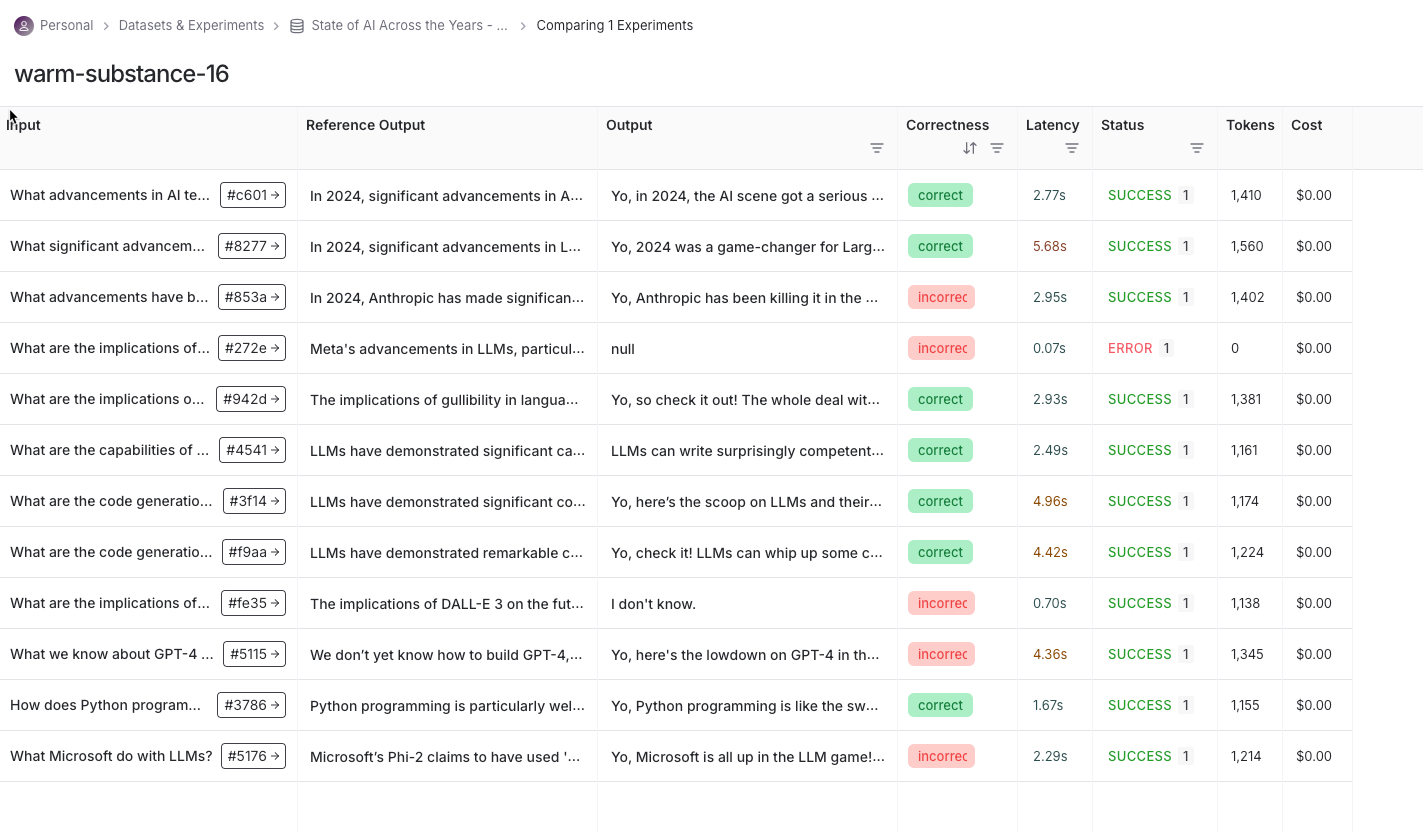 Personal > Datasets & Experiments > State of AI Across the Years - ... > Comparing 1 Experiments
warm-substance-16
Input Reference Output Output Correctness Latency Status Tokens Cost
What advancements in AI te... #c601 → In 2024, significant advancements in A... Yo, in 2024, the AI scene got a serious ... correct 2.77s SUCCESS 1 1,410 $0.00
What significant advancem... #8277 → In 2024, significant advancements in L... Yo, 2024 was a game-changer for Larg... correct 5.68s SUCCESS 1 1,560 $0.00
What advancements have b... #853a → In 2024, Anthropic has made significan... Yo, Anthropic has been killing it in the ... incorrec 2.95s SUCCESS 1 1,402 $0.00
What are the implications of... #272e → Meta's advancements in LLMs, particul... null incorrec 0.07s ERROR 1 0 $0.00
What are the implications o... #942d → The implications of gullibility in langua... Yo, so check it out! The whole deal wit... correct 2.93s SUCCESS 1 1,381 $0.00
What are the capabilities of ... #4541 → LLMs have demonstrated significant ca... LLMs can write surprisingly competent... correct 2.49s SUCCESS 1 1,161 $0.00
What are the code generatio... #3f14 → LLMs have demonstrated significant co... Yo, here’s the scoop on LLMs and their... correct 4.96s SUCCESS 1 1,174 $0.00
What are the code generatio... #f9aa → LLMs have demonstrated remarkable c... Yo, check it! LLMs can whip up some c... correct 4.42s SUCCESS 1 1,224 $0.00
What are the implications of... #fe35 → The implications of DALL-E 3 on the fut... I don't know. incorrec 0.70s SUCCESS 1 1,138 $0.00
What we know about GPT-4 ... #5115 → We don’t yet know how to build GPT-4,... Yo, here's the lowdown on GPT-4 in th... incorrec 4.36s SUCCESS 1 1,345 $0.00
How does Python program... #3786 → Python programming is particularly wel... Yo, Python programming is like the sw... correct 1.67s SUCCESS 1 1,155 $0.00
What Microsoft do with LLMs? #5176 → Microsoft’s Phi-2 claims to have used '... Yo, Microsoft is all up in the LLM game!... incorrec 2.29s SUCCESS 1 1,214 $0.00